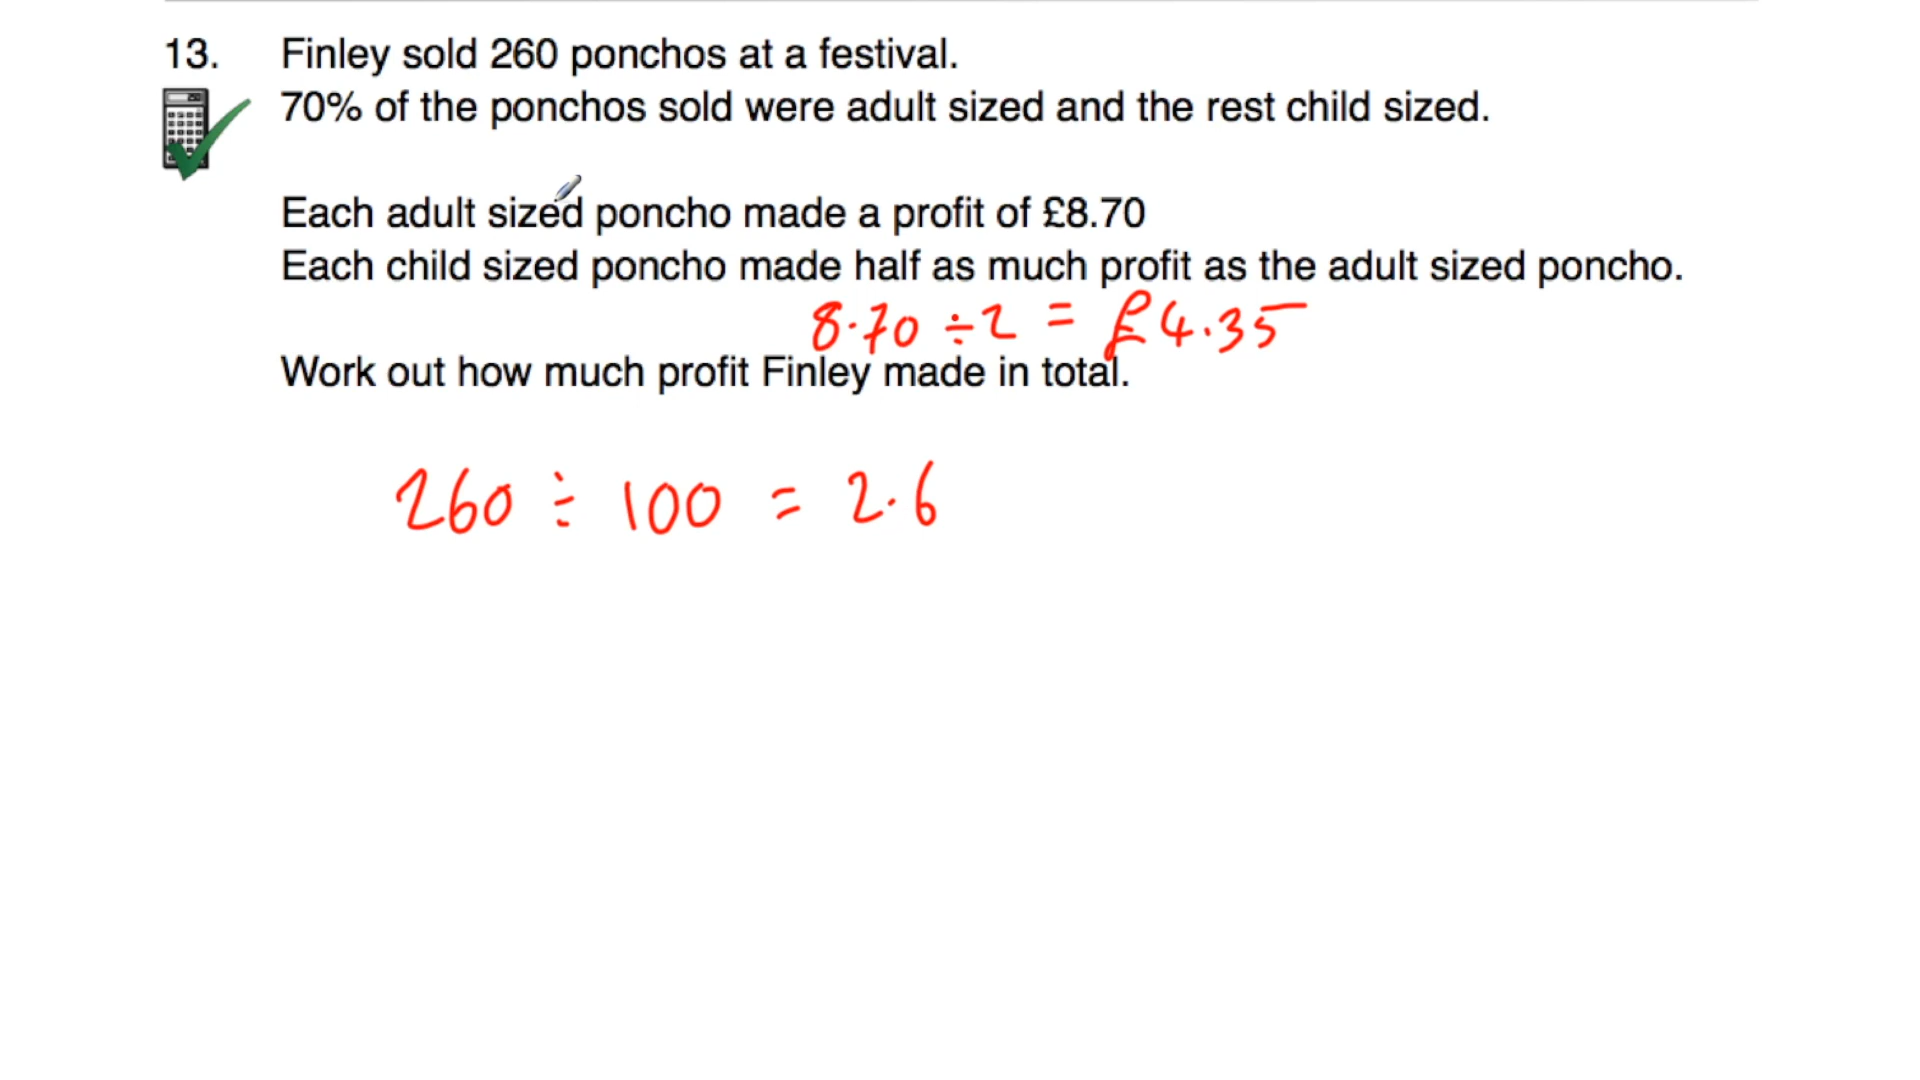 13. Finley sold 260 ponchos at a festival.
70% of the ponchos sold were adult sized and the rest child sized.
Each adult sized poncho made a profit of £8.70
Each child sized poncho made half as much profit as the adult sized poncho.
8.70 ÷ 2 = £4.35
Work out how much profit Finley made in total.
260 ÷ 100 = 2.6